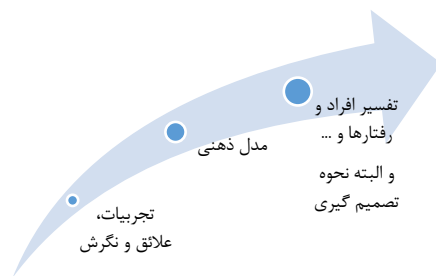 تفسیر افراد و
رفتارها و ...
و البته نحوه
تصمیم گیری
مدل ذهنی
تجربیات،
علائق و نگرش